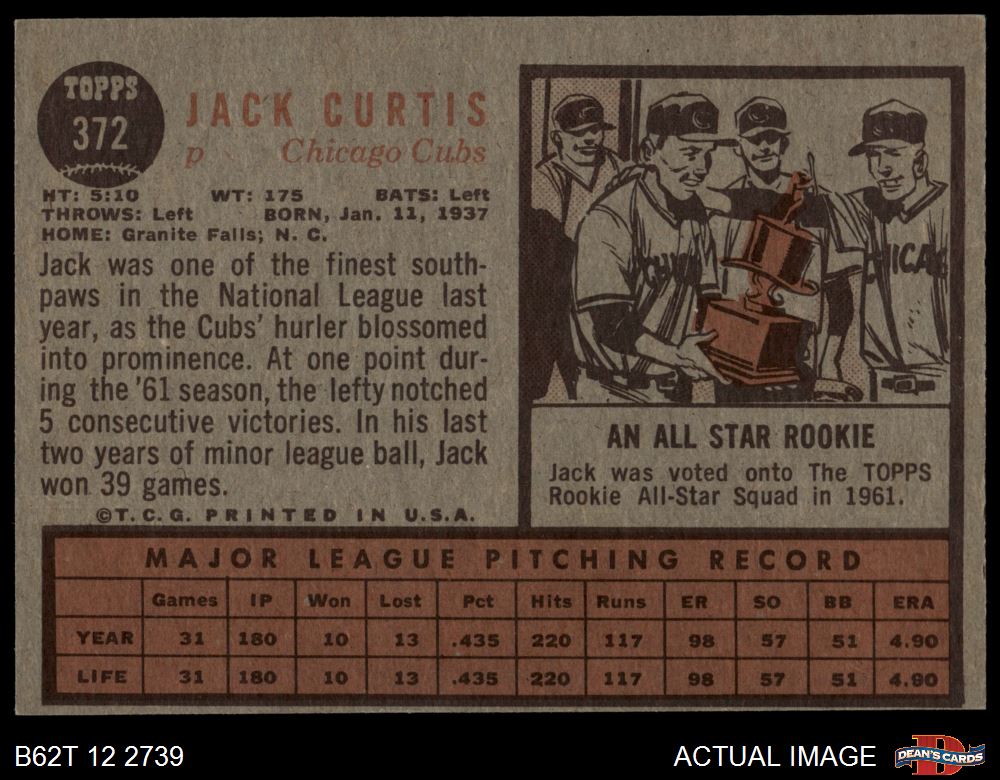 TOPPS
372
JACK CURTIS
p Chicago Cubs
HT: 5:10 WT: 175 BATS: Left
THROWS: Left BORN, Jan. 11, 1937
HOME: Granite Falls; N. C.
Jack was one of the finest south-
paws in the National League last
year, as the Cubs' hurler blossomed
into prominence. At one point dur-
ing the '61 season, the lefty notched
5 consecutive victories. In his last
two years of minor league ball, Jack
won 39 games.
©T.C.G. PRINTED IN U.S.A.
C
C
C
CHIC
CHICAG
AN ALL STAR ROOKIE
Jack was voted onto The TOPPS
Rookie All-Star Squad in 1961.
MAJOR LEAGUE PITCHING RECORD
Games IP Won Lost Pct Hits Runs ER SO BB ERA
YEAR 31 180 10 13 .435 220 117 98 57 51 4.90
LIFE 31 180 10 13 .435 220 117 98 57 51 4.90
B62T 12 2739
ACTUAL IMAGE
D
DEAN'S CARDS